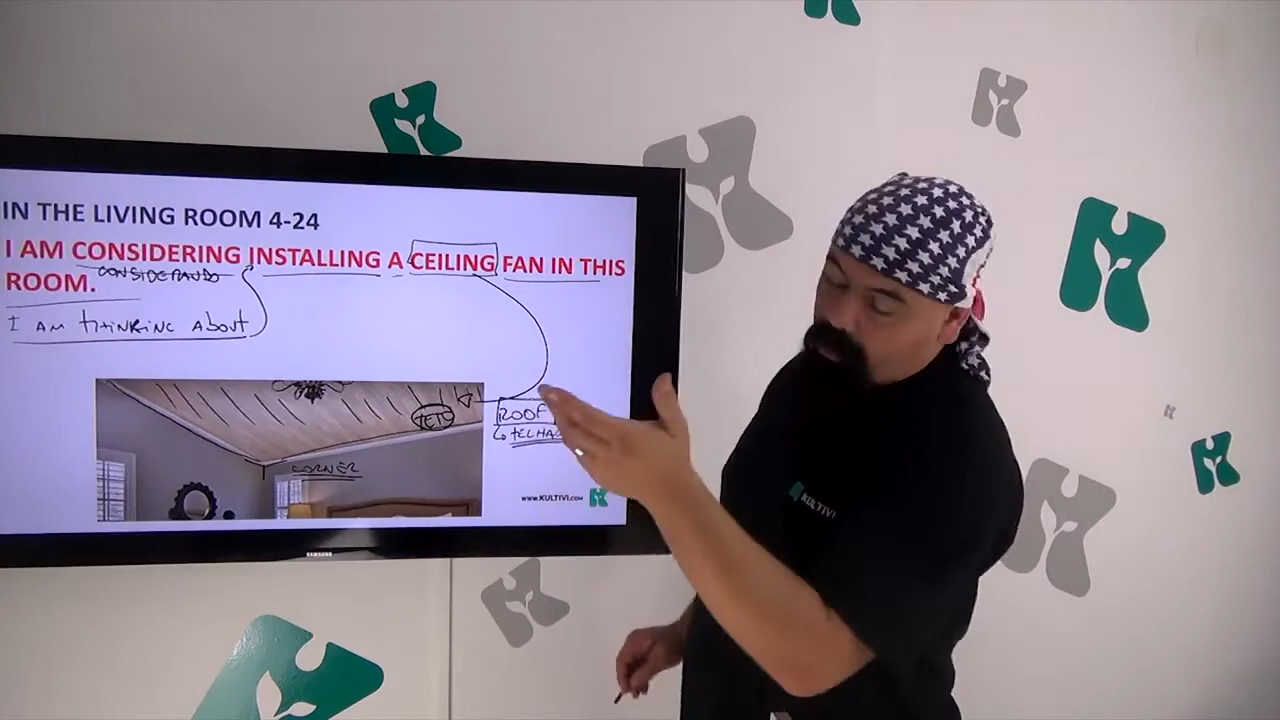 IN THE LIVING ROOM 4-24
I AM CONSIDERING INSTALLING A CEILING FAN IN THIS
ROOM.
CONSIDERANDO
I AM THINKING ABOUT
TETO
ROOF
CORNER
WWW.KULTIVI.COM
SAMSUNG
KULTIVI